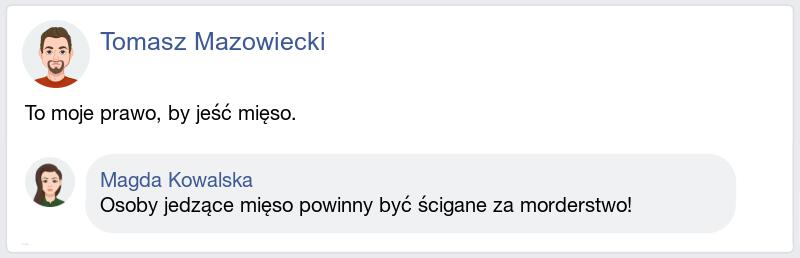 Tomasz Mazowiecki
To moje prawo, by jeść mięso.
Magda Kowalska
Osoby jedzące mięso powinny być ścigane za morderstwo!